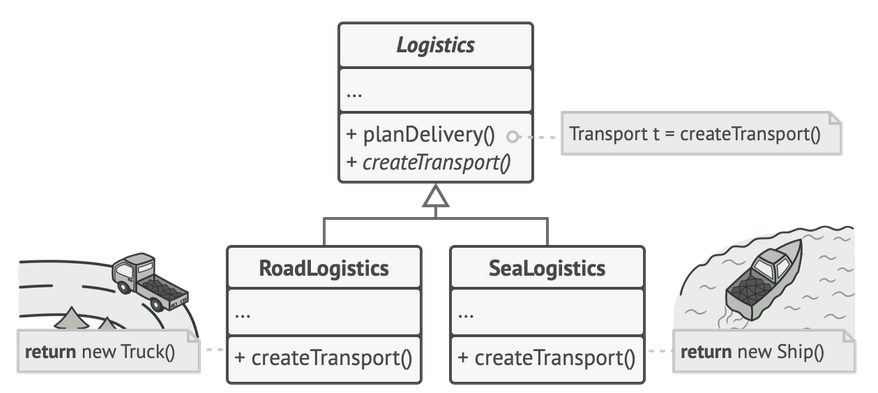 Logistics
...
+ planDelivery()
+ createTransport()
Transport t = createTransport()
RoadLogistics
...
+ createTransport()
SeaLogistics
...
+ createTransport()
return new Truck()
return new Ship()